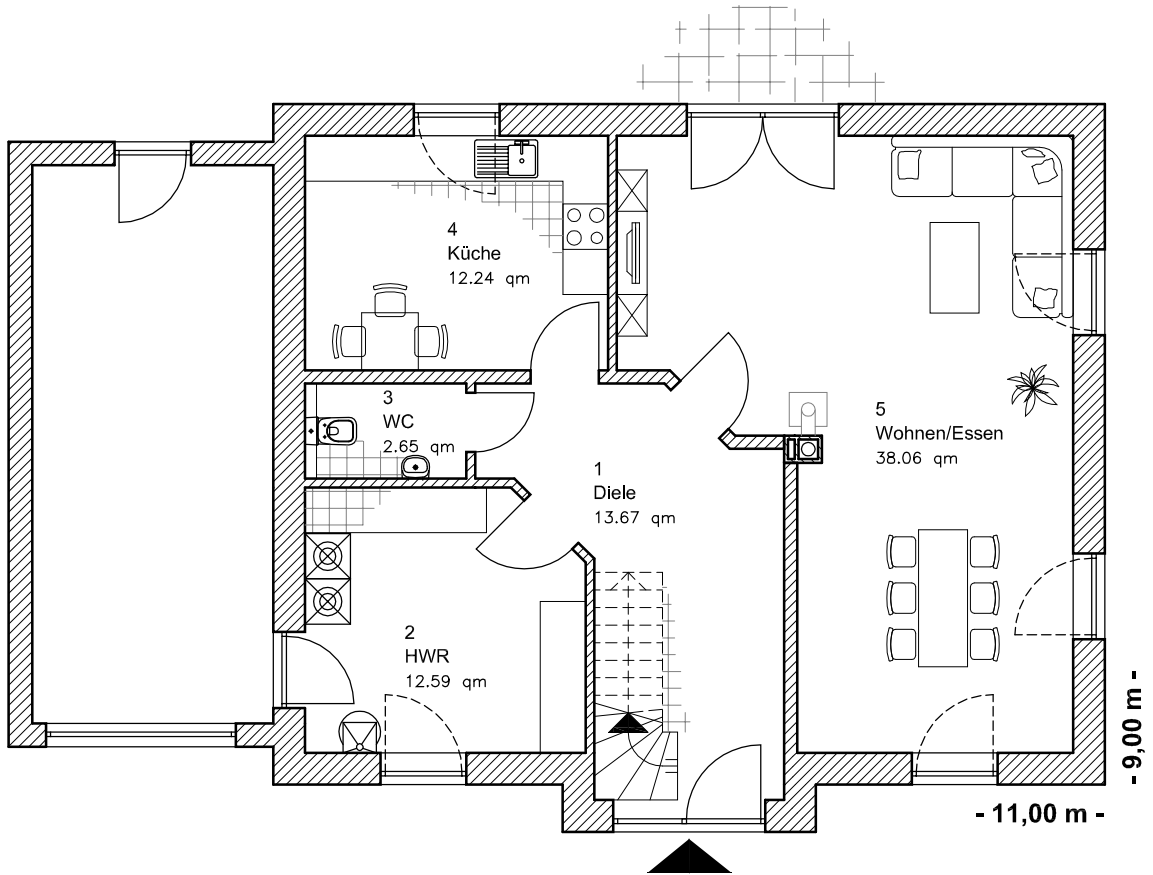 4
Küche
12.24 qm
3
WC
2.65 qm
5
Wohnen/Essen
38.06 qm
1
Diele
13.67 qm
2
HWR
12.59 qm
- 9,00 m -
- 11,00 m -